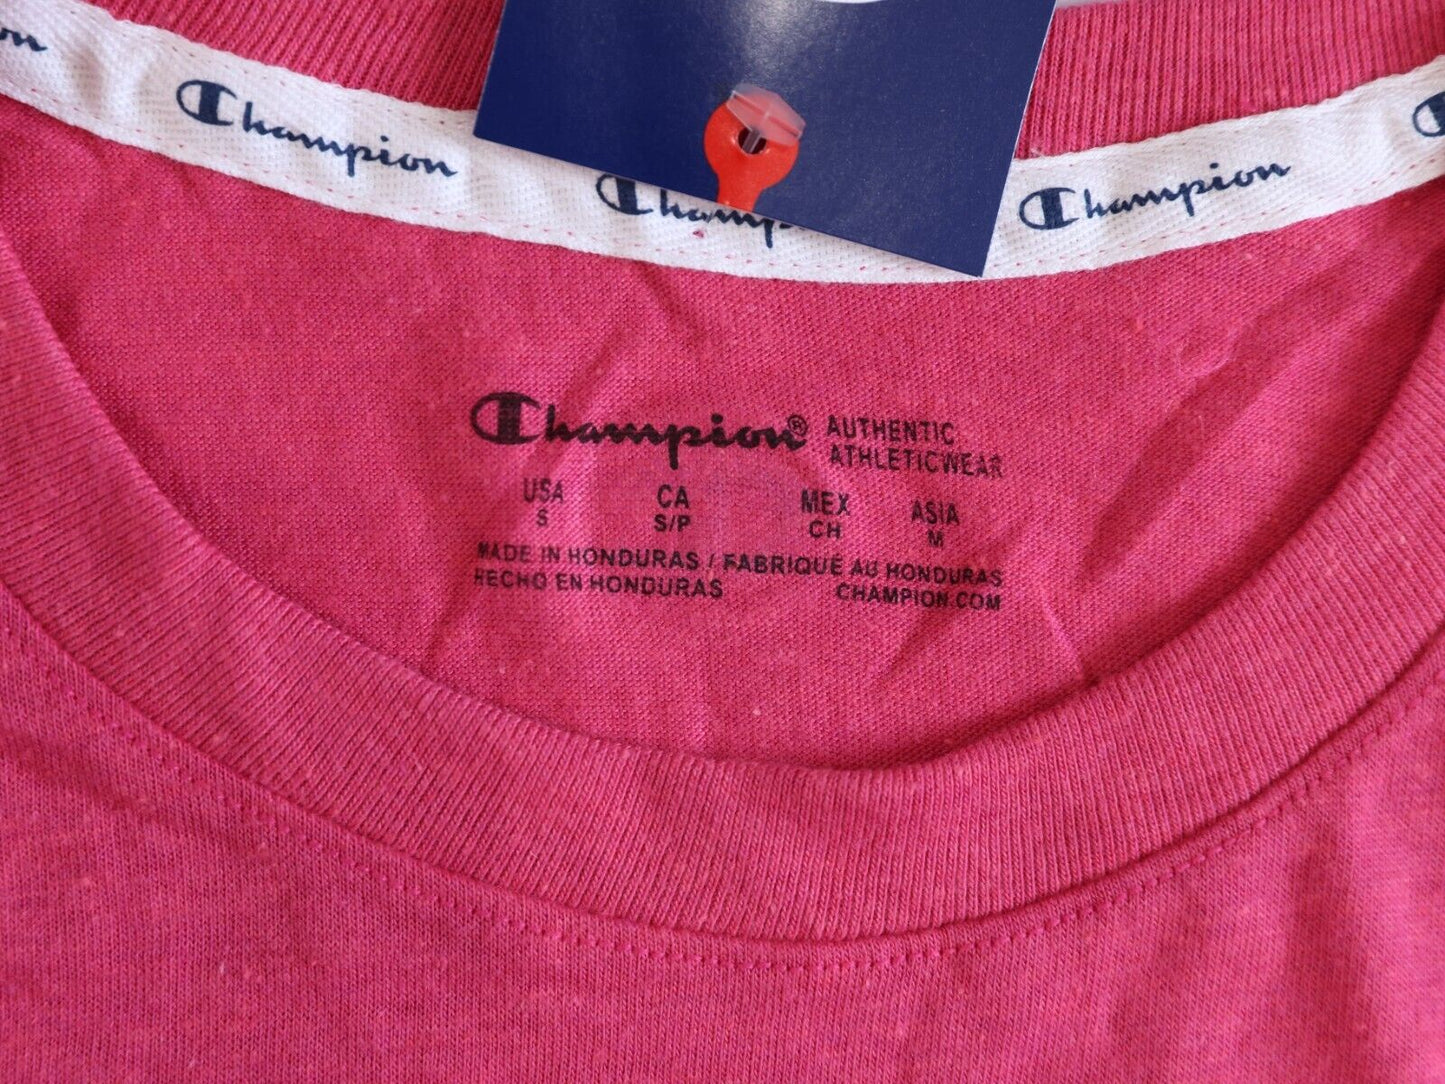 Champion
Champion
Champion
Champion® AUTHENTIC
ATHLETICWEAR
USA CA MEX ASIA
S S/P CH M
MADE IN HONDURAS / FABRIQUÉ AU HONDURAS
HECHO EN HONDURAS CHAMPION.COM